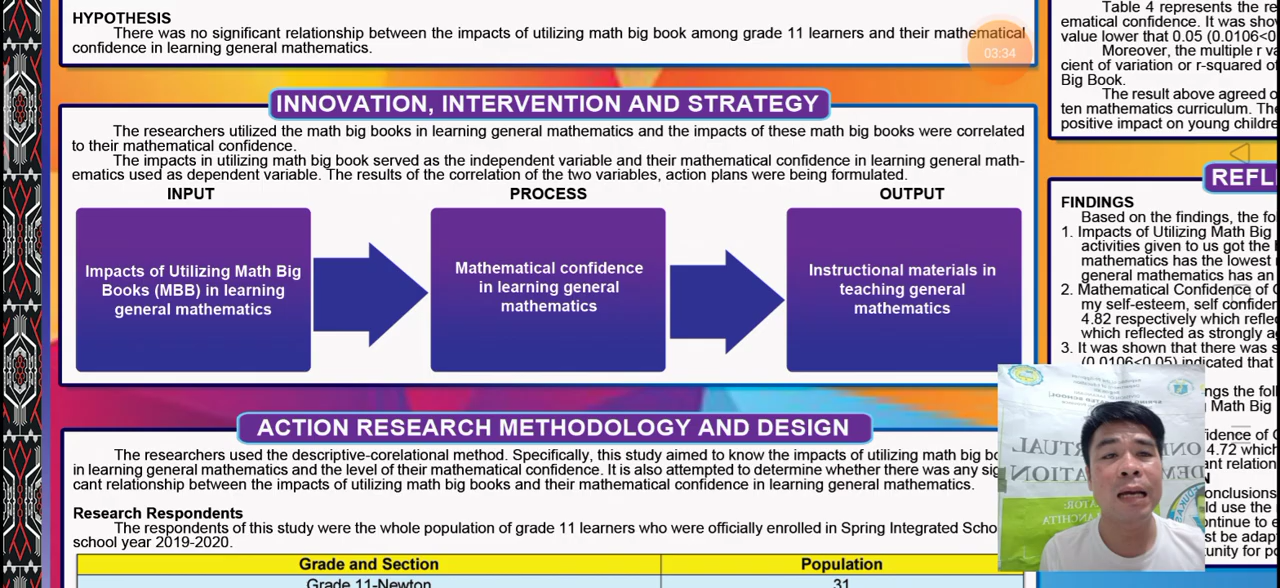 HYPOTHESIS
There was no significant relationship between the impacts of utilizing math big book among grade 11 learners and their mathematical
confidence in learning general mathematics.
03:34
INNOVATION, INTERVENTION AND STRATEGY
The researchers utilized the math big books in learning general mathematics and the impacts of these math big books were correlated
to their mathematical confidence.
The impacts in utilizing math big book served as the independent variable and their mathematical confidence in learning general math-
ematics used as dependent variable. The results of the correlation of the two variables, action plans were being formulated.
INPUT
PROCESS
OUTPUT
Impacts of Utilizing Math Big
Books (MBB) in learning
general mathematics
Mathematical confidence
in learning general
mathematics
Instructional materials in
teaching general
mathematics
ACTION RESEARCH METHODOLOGY AND DESIGN
The researchers used the descriptive-corelational method. Specifically, this study aimed to know the impacts of utilizing math big
in learning general mathematics and the level of their mathematical confidence. It is also attempted to determine whether there was any
cant relationship between the impacts of utilizing math big books and their mathematical confidence in learning general mathematics.
Research Respondents
The respondents of this study were the whole population of grade 11 learners who were officially enrolled in Spring Integrated
school year 2019-2020.
Grade and Section
Population
Grade 11-Newton
31
Table 4 represents the
ematical confidence. It was
value lower that 0.05
Moreover, the multiple r
cient of variation or r-squared
Big Book.
The result above agreed
ten mathematics curriculum.
positive impact on young
FINDINGS
Based on the findings, the
1. Impacts of Utilizing Math Big
activities given to us got the
mathematics has the lowest
general mathematics has an
2. Mathematical Confidence of
my self-esteem, self
4.82 respectively which
which reflected as strongly
3. It was shown that there was
(0.0106<0.05) indicated that
Math Big
4.72 which